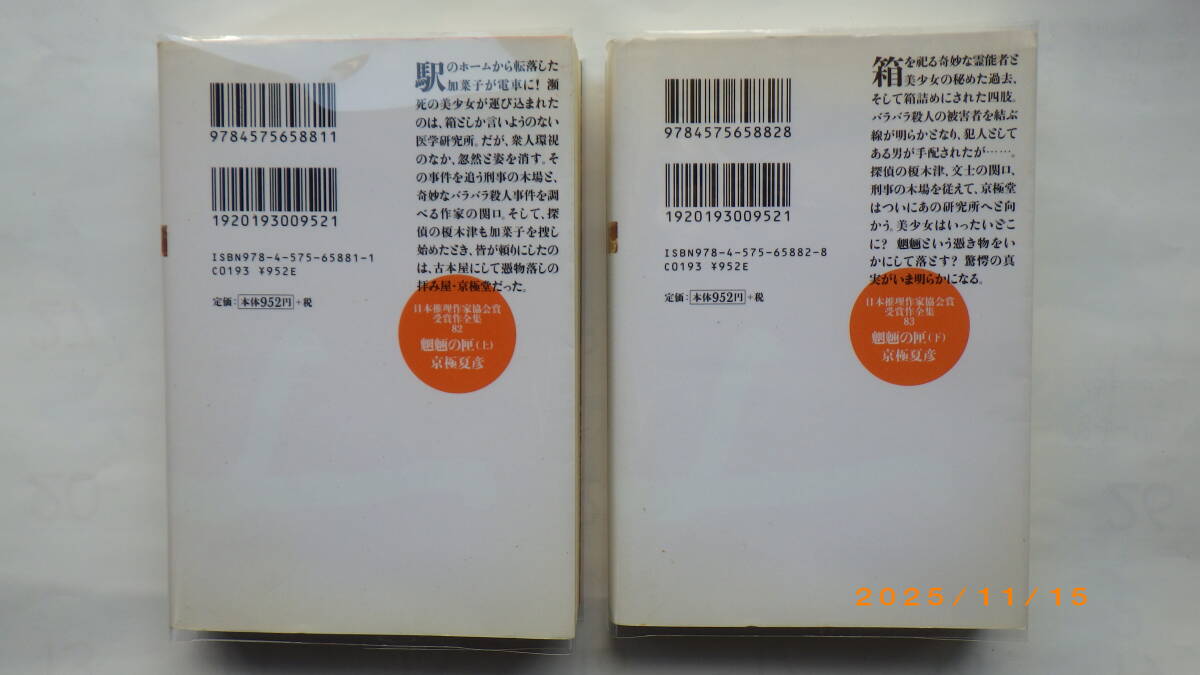 駅のホームから転落した
加菜子が電車に! 瀕
死の美少女が運び込まれた
のは、箱としか言いようのない
医学研究所。だが、衆人環視
のなか、忽然と姿を消す。そ
の事件を追う刑事の木場と、
奇妙なバラバラ殺人事件を調
べる作家の関口。そして、探
偵の榎木津も加菜子を捜し
始めたとき、皆が頼りにしたの
は、古本屋にして憑物落しの
拝み屋・京極堂だった。
9784575658811
1920193009521
ISBN978-4-575-65881-1
C0193 ¥952E
定価:本体952円+税
日本推理作家協会賞
受賞作全集
82
魍魎の匣(上)
京極夏彦
箱を祀る奇妙な霊能者と
美少女の秘めた過去、
そして箱詰めにされた四肢。
バラバラ殺人の被害者を結ぶ
線が明らかとなり、犯人として
ある男が手配されたが……。
探偵の榎木津、文士の関口、
刑事の木場を従えて、京極堂
はついにあの研究所へと向
かう。美少女はいったいどこ
に? 魍魎という憑き物をい
かにして落とす? 驚愕の真
実がいま明らかになる。
9784575658828
1920193009521
ISBN978-4-575-65882-8
C0193 ¥952E
定価:本体952円+税
日本推理作家協会賞
受賞作全集
83
魍魎の匣(下)
京極夏彦
2025/11/15